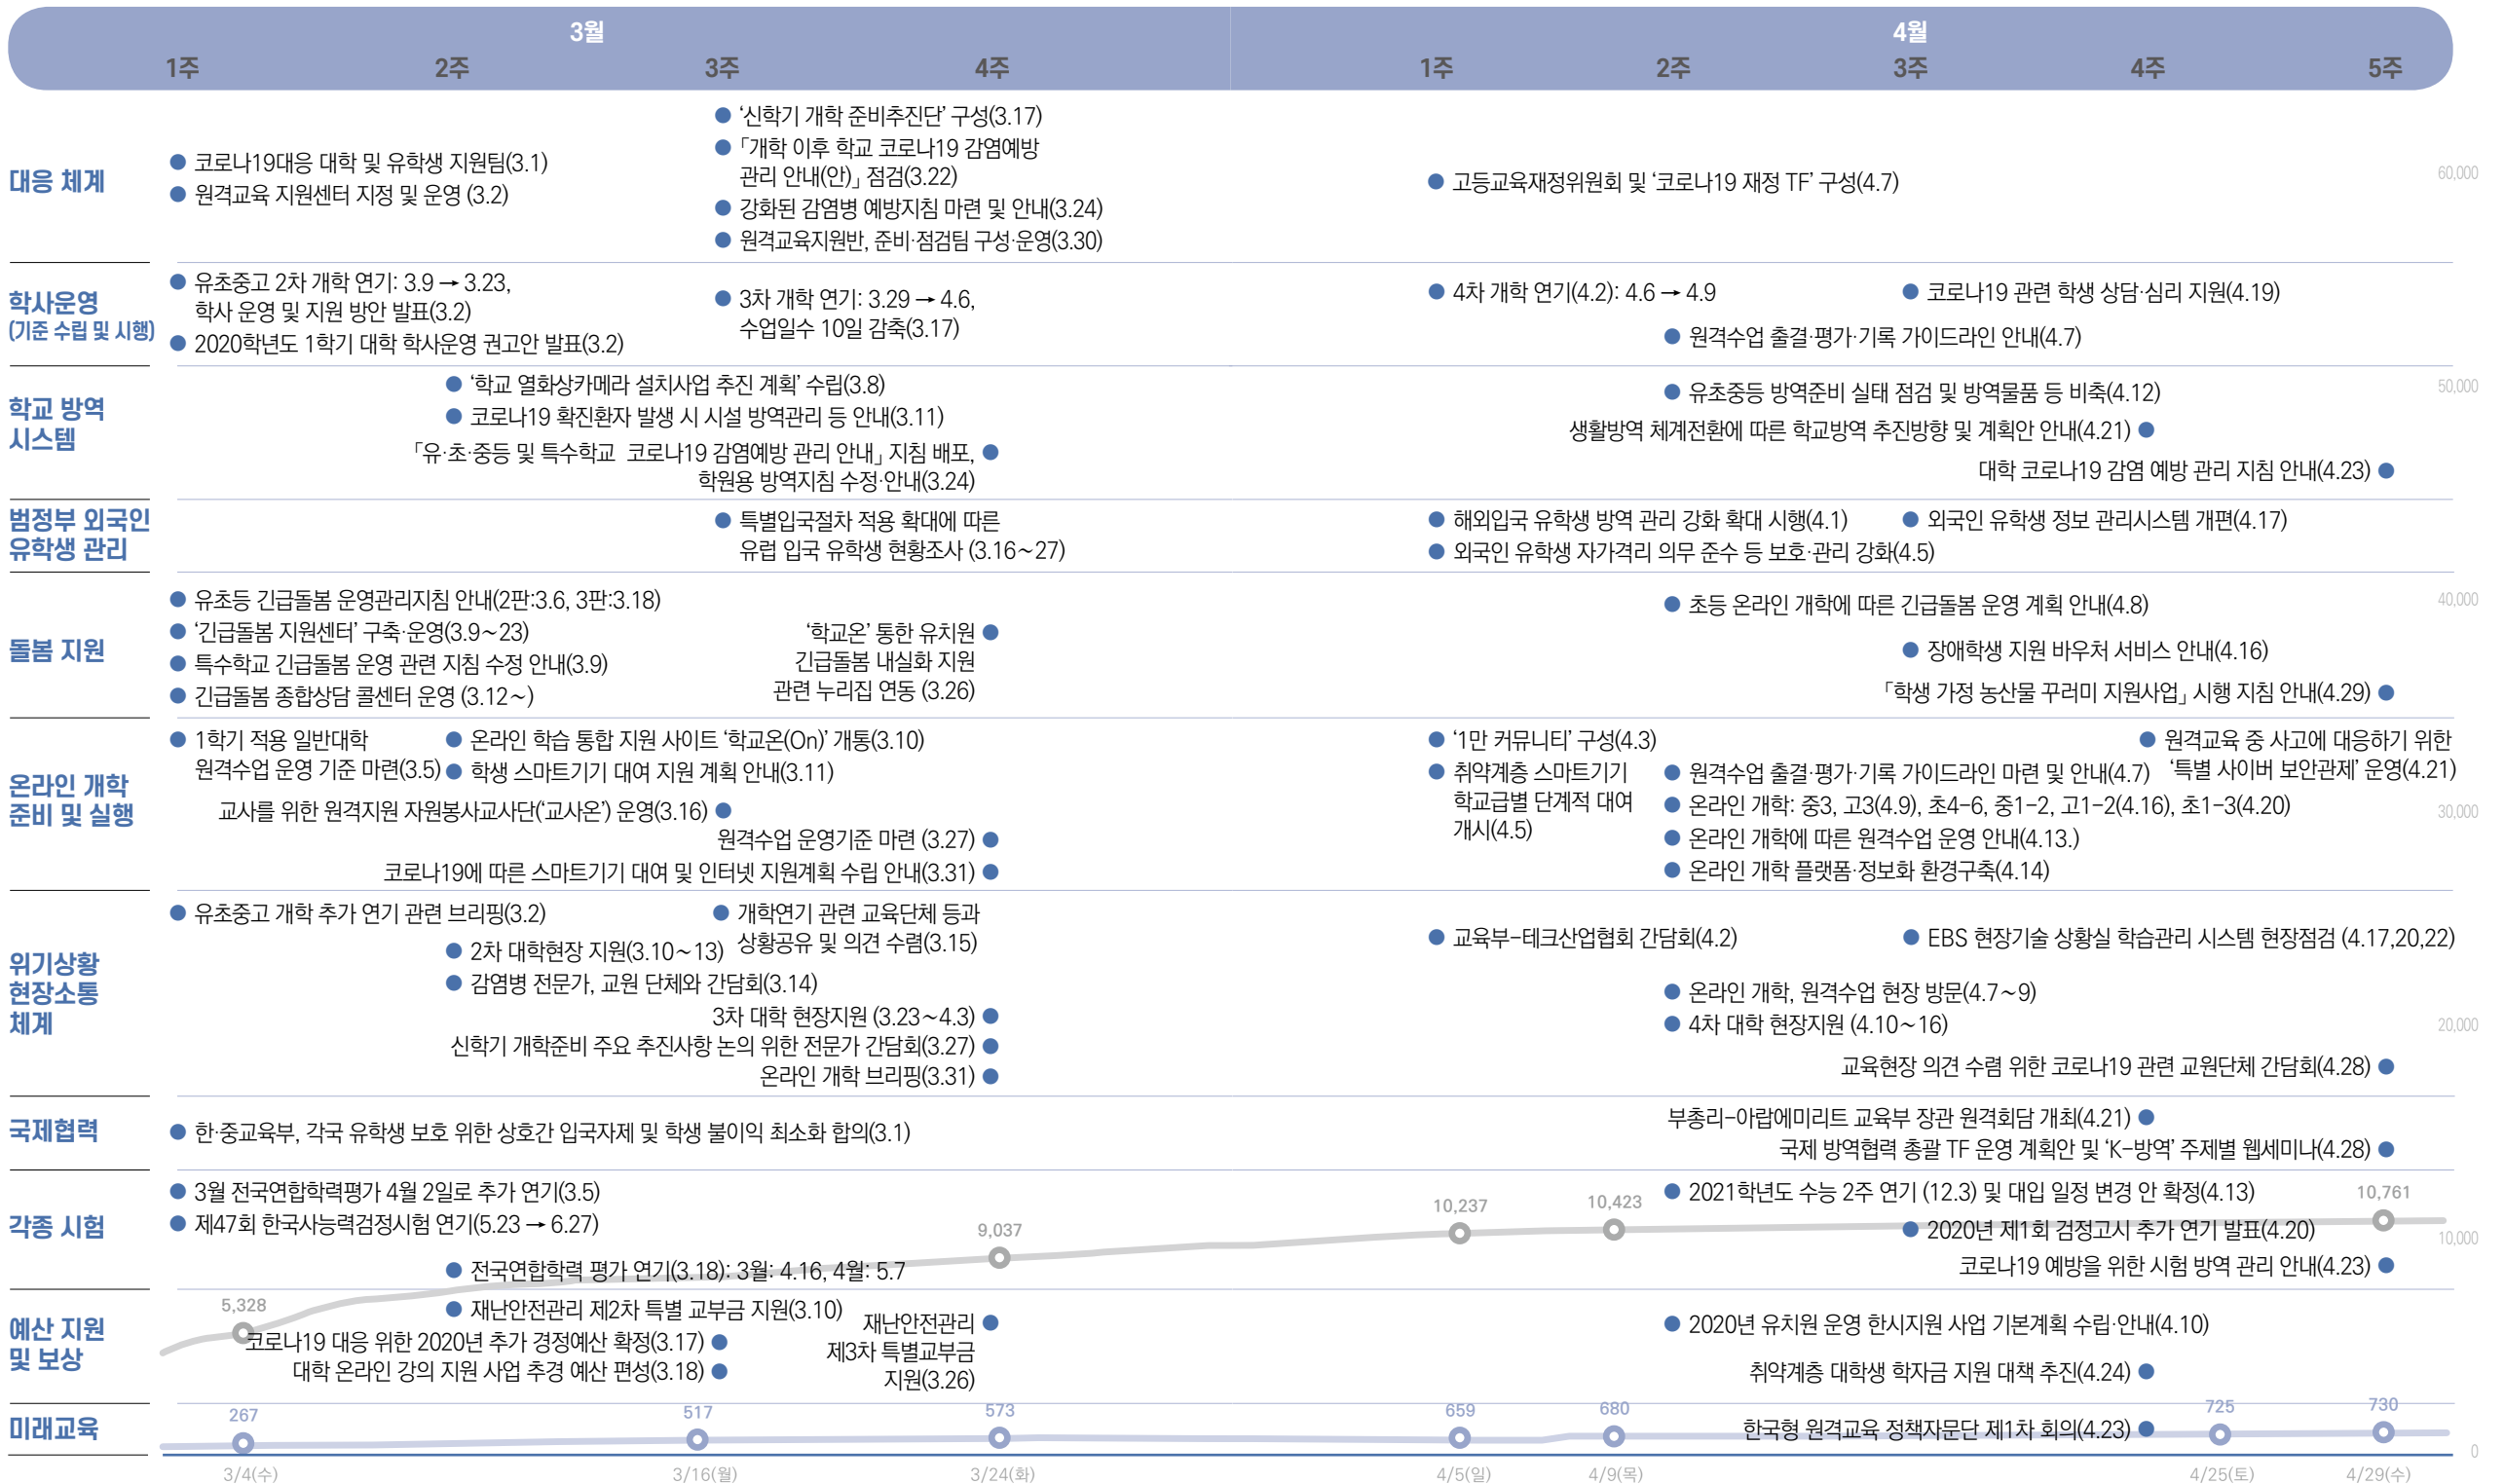 3월
4월
1주
2주
3주
4주
1주
2주
3주
4주
5주
대응 체계
코로나19대응 대학 및 유학생 지원팀(3.1)
원격교육 지원센터 지정 및 운영 (3.2)
‘신학기 개학 준비추진단’ 구성(3.17)
「개학 이후 학교 코로나19 감염예방
관리 안내(안)」 점검(3.22)
강화된 감염병 예방지침 마련 및 안내(3.24)
원격교육지원반, 준비·점검팀 구성·운영(3.30)
고등교육재정위원회 및 ‘코로나19 재정 TF’ 구성(4.7)
60,000
학사운영
(기준 수립 및 시행)
유초중고 2차 개학 연기: 3.9 → 3.23,
학사 운영 및 지원 방안 발표(3.2)
2020학년도 1학기 대학 학사운영 권고안 발표(3.2)
3차 개학 연기: 3.29 → 4.6,
수업일수 10일 감축(3.17)
4차 개학 연기(4.2): 4.6 → 4.9
코로나19 관련 학생 상담·심리 지원(4.19)
원격수업 출결·평가·기록 가이드라인 안내(4.7)
학교 방역
시스템
‘학교 열화상카메라 설치사업 추진 계획’ 수립(3.8)
코로나19 확진환자 발생 시 시설 방역관리 등 안내(3.11)
「유·초·중등 및 특수학교 코로나19 감염예방 관리 안내」 지침 배포,
학원용 방역지침 수정·안내(3.24)
유초중등 방역준비 실태 점검 및 방역물품 등 비축(4.12)
생활방역 체계전환에 따른 학교방역 추진방향 및 계획안 안내(4.21)
대학 코로나19 감염 예방 관리 지침 안내(4.23)
50,000
범정부 외국인
유학생 관리
특별입국절차 적용 확대에 따른
유럽 입국 유학생 현황조사 (3.16~27)
해외입국 유학생 방역 관리 강화 확대 시행(4.1)
외국인 유학생 정보 관리시스템 개편(4.17)
외국인 유학생 자가격리 의무 준수 등 보호·관리 강화(4.5)
돌봄 지원
유초등 긴급돌봄 운영관리지침 안내(2판:3.6, 3판:3.18)
‘긴급돌봄 지원센터’ 구축·운영(3.9~23)
특수학교 긴급돌봄 운영 관련 지침 수정 안내(3.9)
긴급돌봄 종합상담 콜센터 운영 (3.12~)
‘학교온’ 통한 유치원
긴급돌봄 내실화 지원
관련 누리집 연동 (3.26)
초등 온라인 개학에 따른 긴급돌봄 운영 계획 안내(4.8)
장애학생 지원 바우처 서비스 안내(4.16)
「학생 가정 농산물 꾸러미 지원사업」 시행 지침 안내(4.29)
40,000
온라인 개학
준비 및 실행
1학기 적용 일반대학
원격수업 운영 기준 마련(3.5)
온라인 학습 통합 지원 사이트 ‘학교온(On)’ 개통(3.10)
학생 스마트기기 대여 지원 계획 안내(3.11)
교사를 위한 원격지원 자원봉사교사단(‘교사온’) 운영(3.16)
원격수업 운영기준 마련 (3.27)
코로나19에 따른 스마트기기 대여 및 인터넷 지원계획 수립 안내(3.31)
‘1만 커뮤니티’ 구성(4.3)
취약계층 스마트기기
학교급별 단계적 대여
개시(4.5)
원격수업 출결·평가·기록 가이드라인 마련 및 안내(4.7)
온라인 개학: 중3, 고3(4.9), 초4-6, 중1-2, 고1-2(4.16), 초1-3(4.20)
온라인 개학에 따른 원격수업 운영 안내(4.13.)
온라인 개학 플랫폼·정보화 환경구축(4.14)
원격교육 중 사고에 대응하기 위한
‘특별 사이버 보안관제’ 운영(4.21)
30,000
위기상황
현장소통
체계
유초중고 개학 추가 연기 관련 브리핑(3.2)
개학연기 관련 교육단체 등과
상황공유 및 의견 수렴(3.15)
2차 대학현장 지원(3.10~13)
감염병 전문가, 교원 단체와 간담회(3.14)
3차 대학 현장지원 (3.23~4.3)
신학기 개학준비 주요 추진사항 논의 위한 전문가 간담회(3.27)
온라인 개학 브리핑(3.31)
교육부-테크산업협회 간담회(4.2)
EBS 현장기술 상황실 학습관리 시스템 현장점검 (4.17,20,22)
온라인 개학, 원격수업 현장 방문(4.7~9)
4차 대학 현장지원 (4.10~16)
교육현장 의견 수렴 위한 코로나19 관련 교원단체 간담회(4.28)
20,000
국제협력
한·중교육부, 각국 유학생 보호 위한 상호간 입국자제 및 학생 불이익 최소화 합의(3.1)
부총리-아랍에미리트 교육부 장관 원격회담 개최(4.21)
국제 방역협력 총괄 TF 운영 계획안 및 ‘K-방역’ 주제별 웹세미나(4.28)
각종 시험
3월 전국연합학력평가 4월 2일로 추가 연기(3.5)
제47회 한국사능력검정시험 연기(5.23 → 6.27)
전국연합학력 평가 연기(3.18): 3월: 4.16, 4월: 5.7
9,037
10,237
10,423
2021학년도 수능 2주 연기 (12.3) 및 대입 일정 변경 안 확정(4.13)
10,761
2020년 제1회 검정고시 추가 연기 발표(4.20)
코로나19 예방을 위한 시험 방역 관리 안내(4.23)
10,000
예산 지원
및 보상
5,328
재난안전관리 제2차 특별 교부금 지원(3.10)
코로나19 대응 위한 2020년 추가 경정예산 확정(3.17)
대학 온라인 강의 지원 사업 추경 예산 편성(3.18)
재난안전관리
제3차 특별교부금
지원(3.26)
2020년 유치원 운영 한시지원 사업 기본계획 수립·안내(4.10)
취약계층 대학생 학자금 지원 대책 추진(4.24)
미래교육
267
517
573
659
680
725
730
한국형 원격교육 정책자문단 제1차 회의(4.23)
0
3/4(수)
3/16(월)
3/24(화)
4/5(일)
4/9(목)
4/25(토)
4/29(수)